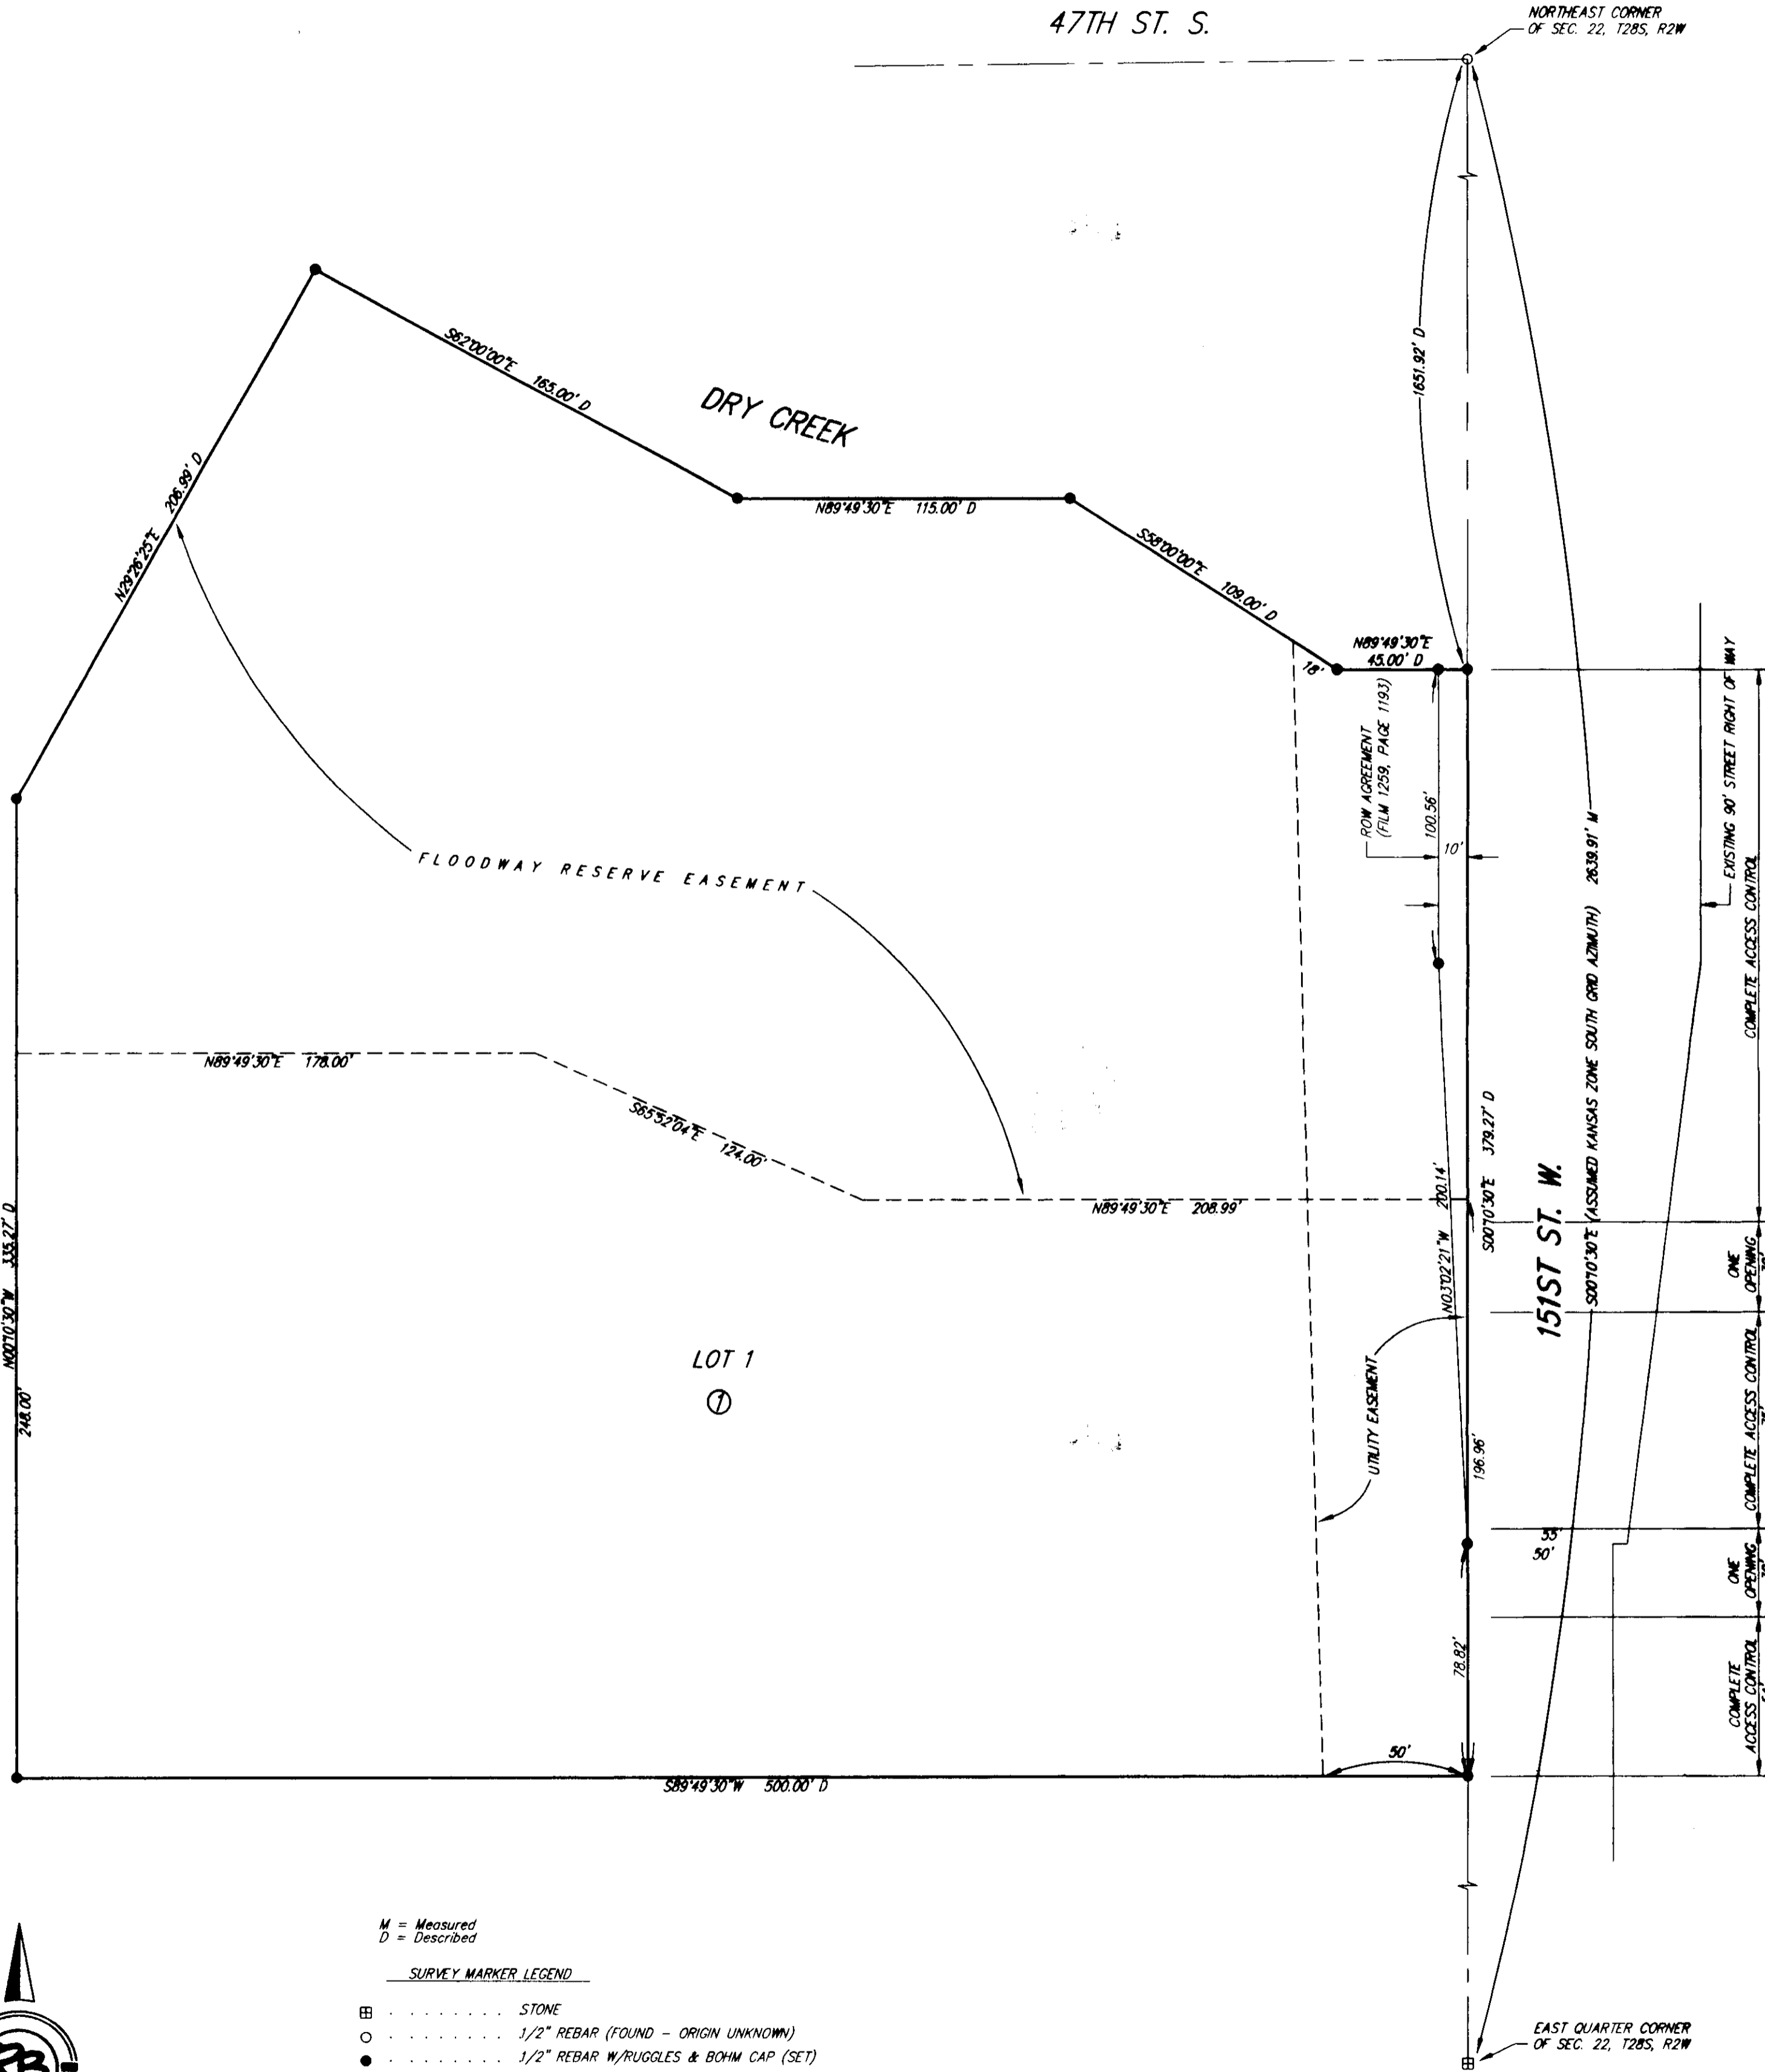 47TH ST. S.
NORTHEAST CORNER
OF SEC. 22, T28S, R2W
1651.92' D
S62°00'00"E 165.00' D
DRY CREEK
N29°26'25"E 206.99' D
N89°49'30"E 115.00' D
S58°00'00"E 109.00' D
N89°49'30"E
45.00' D
18'
ROW AGREEMENT
(FILM 1259, PAGE 1193)
100.56'
10'
EXISTING 90' STREET RIGHT OF WAY
COMPLETE ACCESS CONTROL
S00°10'30"E (ASSUMED KANSAS ZONE SOUTH GRID AZIMUTH) 2639.91' M
FLOODWAY RESERVE EASEMENT
N89°49'30"E 178.00'
S65°52'04"E 124.00'
N89°49'30"E 208.99'
N03°02'21"W 200.14'
S00°10'30"E 379.27' D
151ST ST. W.
N00°10'30"W 335.27' D
248.00'
LOT 1
1
UTILITY EASEMENT
196.96'
ONE
OPENING
COMPLETE ACCESS CONTROL
55'
50'
ONE
OPENING
78.82'
COMPLETE
ACCESS CONTROL
50'
S89°49'30"W 500.00' D
M = Measured
D = Described
SURVEY MARKER LEGEND
STONE
1/2" REBAR (FOUND - ORIGIN UNKNOWN)
1/2" REBAR W/RUGGLES & BOHM CAP (SET)
EAST QUARTER CORNER
OF SEC. 22, T28S, R2W